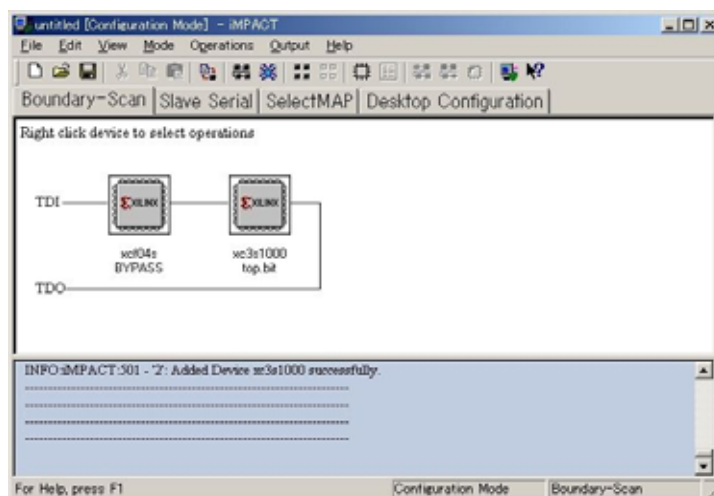 untitled [Configuration Mode] - iMPACT
File Edit View Mode Operations Output Help
Boundary-Scan Slave Serial SelectMAP Desktop Configuration
Right click device to select operations
TDI
XILINX XILINX
xcf04s xc3s1000
BYPASS top.bit
TDO
INFO:iMPACT:501 - '2': Added Device xc3s1000 successfully.
----------------------------------------------------------------------
----------------------------------------------------------------------
----------------------------------------------------------------------
----------------------------------------------------------------------
For Help, press F1 Configuration Mode Boundary-Scan